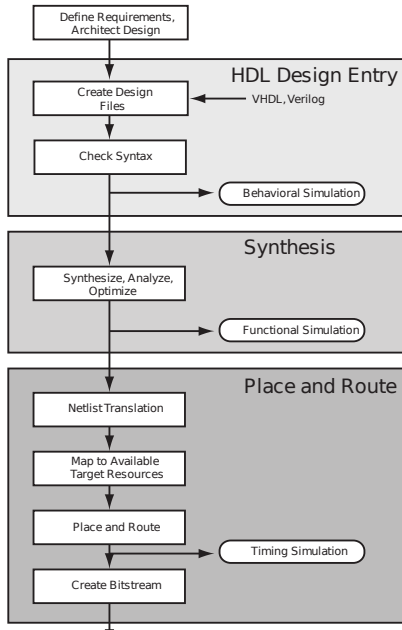 Define Requirements,
Architect Design
HDL Design Entry
Create Design
Files
VHDL, Verilog
Check Syntax
Behavioral Simulation
Synthesis
Synthesize, Analyze,
Optimize
Functional Simulation
Place and Route
Netlist Translation
Map to Available
Target Resources
Place and Route
Timing Simulation
Create Bitstream